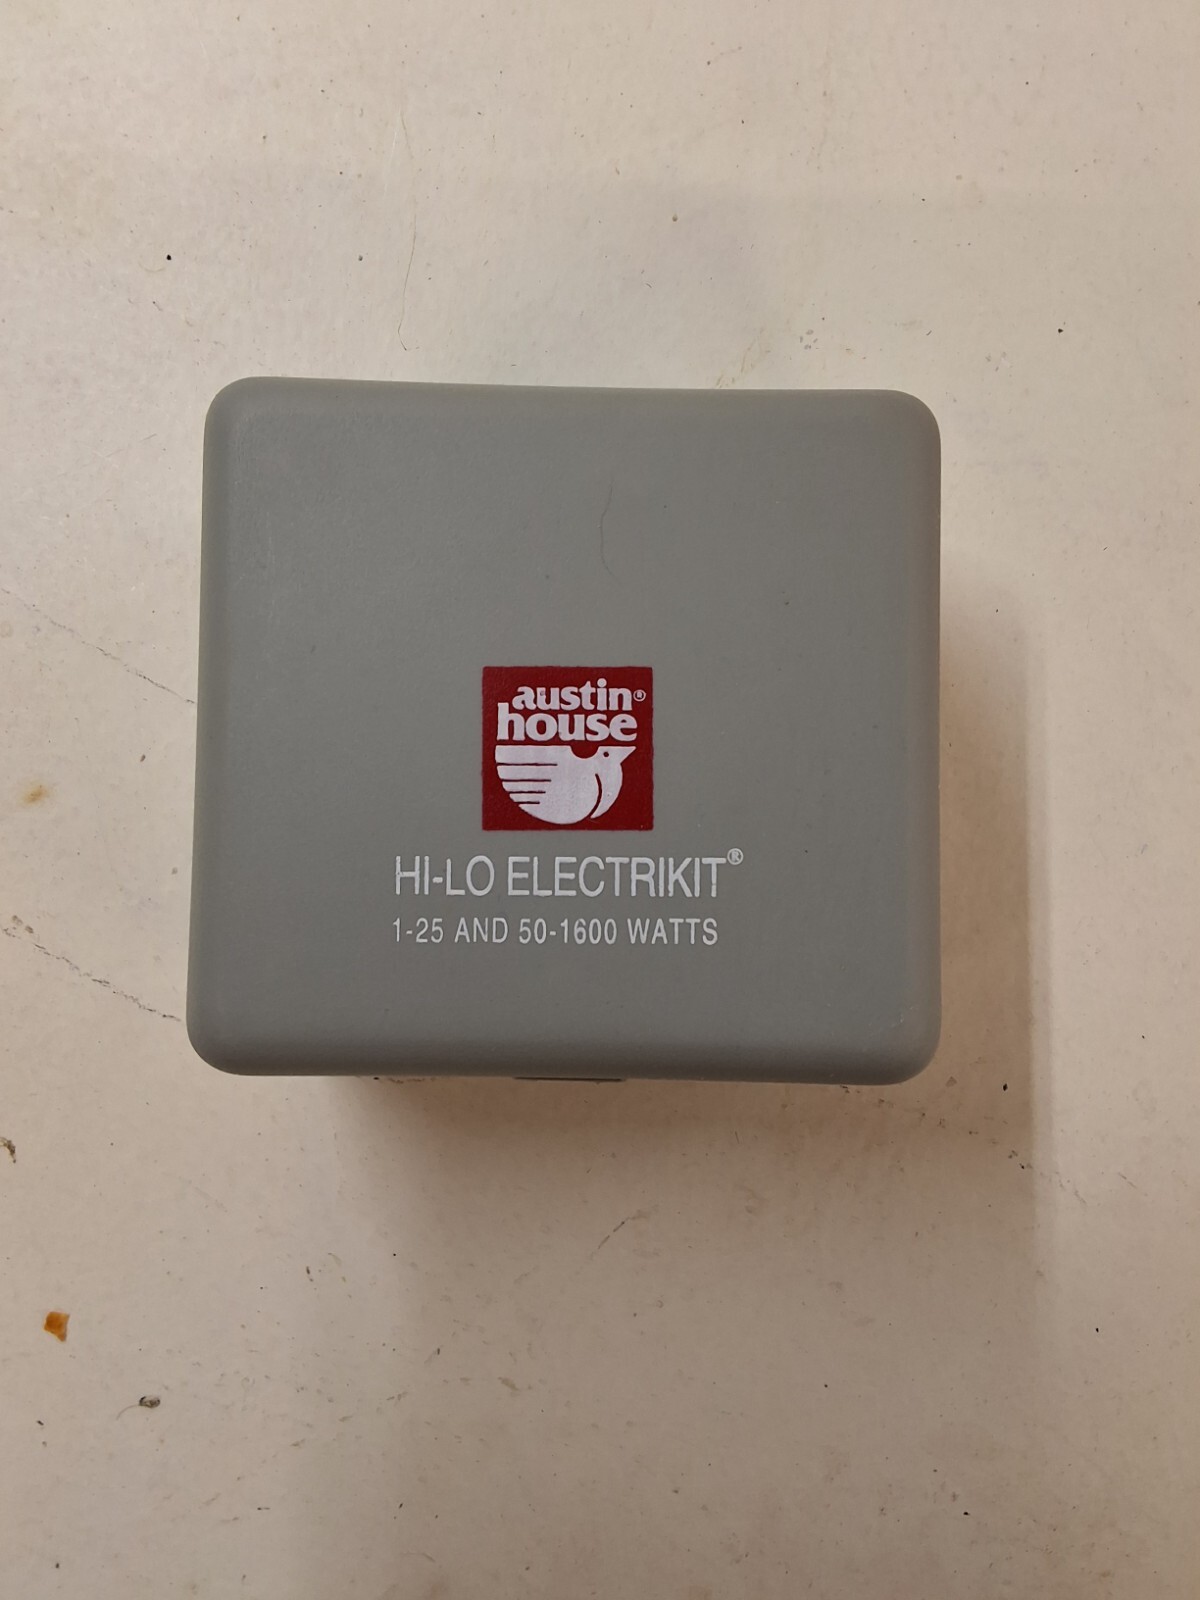 austin®
house
HI-LO ELECTRIKIT®
1-25 AND 50-1600 WATTS